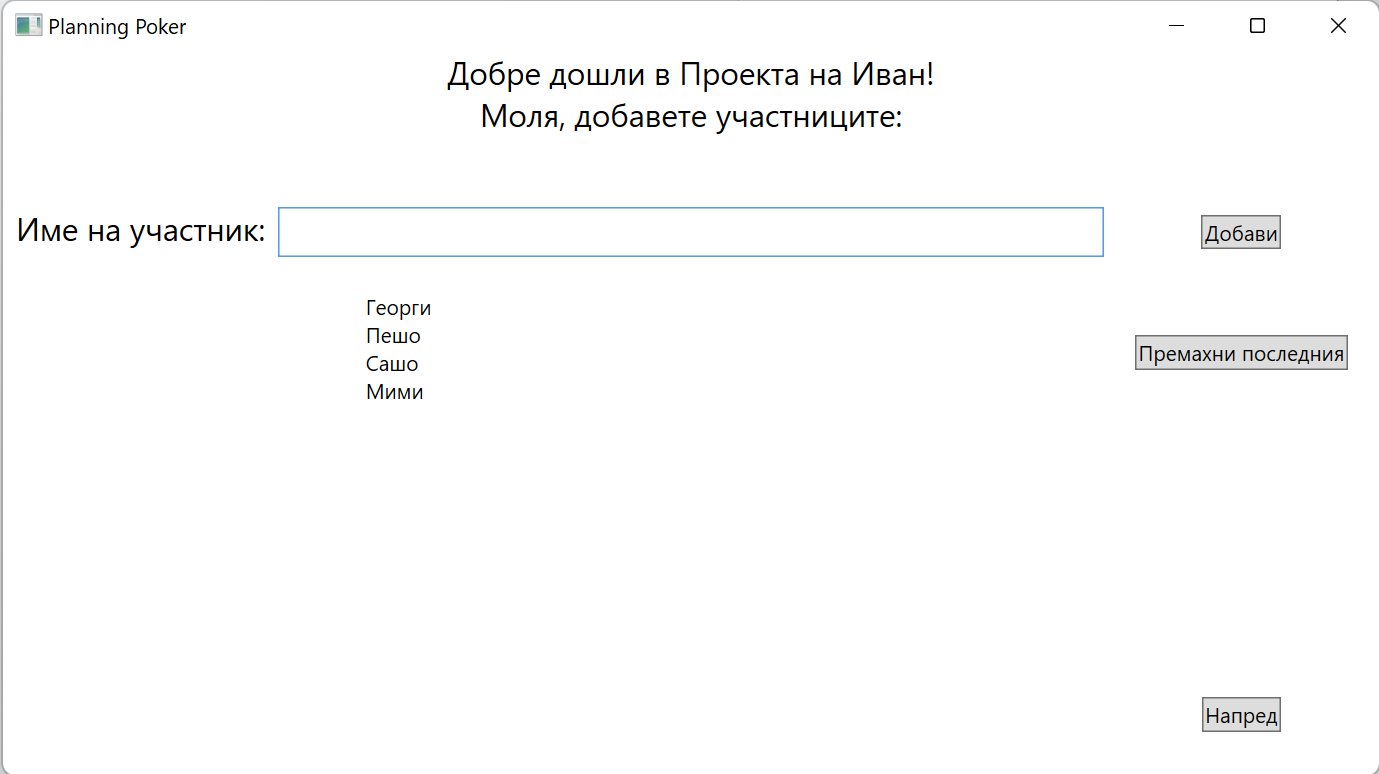 Planning Poker
Добре дошли в Проекта на Иван!
Моля, добавете участниците:
Име на участник:
Добави
Георги
Пешо
Сашо
Мими
Премахни последния
Напред